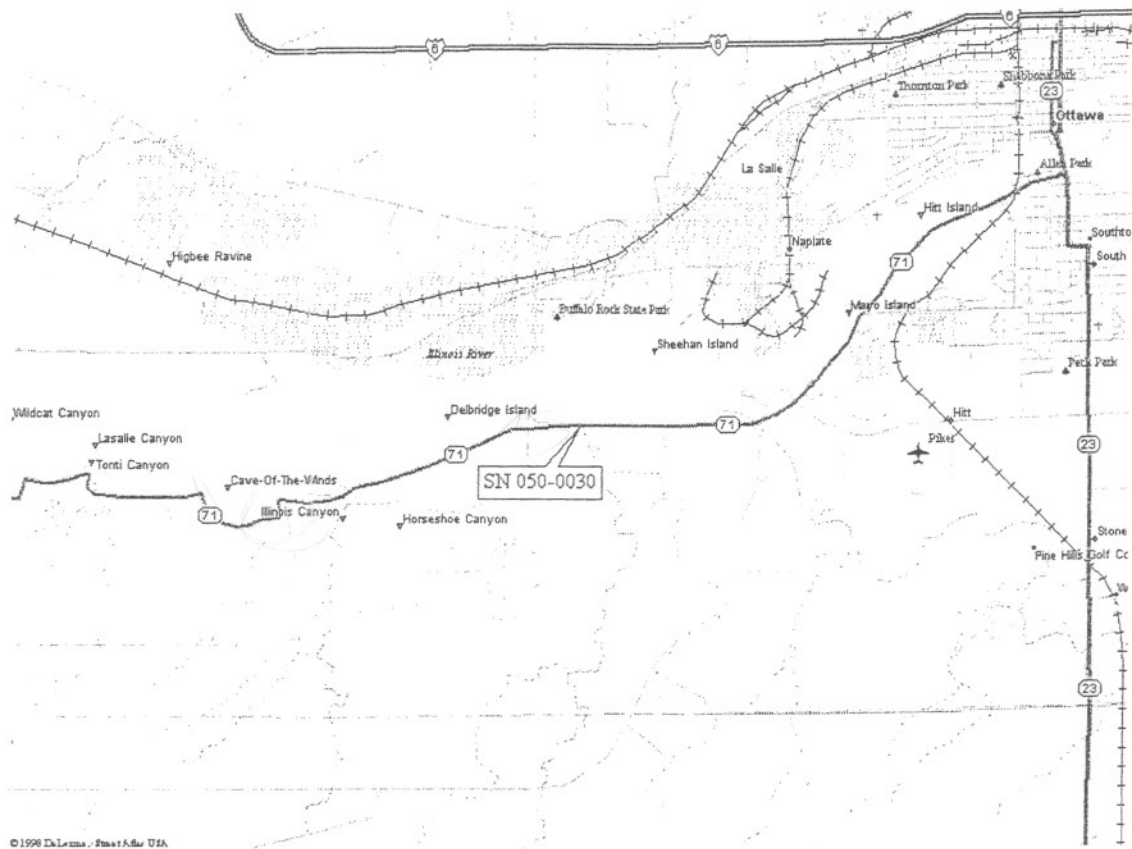 6
6
6
Thornton Park
Shabbona Park
23
Ottawa
La Salle
Allen Park
Hitt Island
Higbee Ravine
Naplate
71
Southto
South
Buffalo Rock State Park
Mayo Island
Illinois River
Sheehan Island
Peck Park
Wildcat Canyon
Delbridge Island
71
Hitt
Lasalle Canyon
71
Pikes
23
Tonti Canyon
Cave-Of-The-Winds
SN 050-0030
71
Illinois Canyon
Horseshoe Canyon
Stone
Pine Hills Golf Co
W
23
©1998 DeLorme, Street Atlas USA